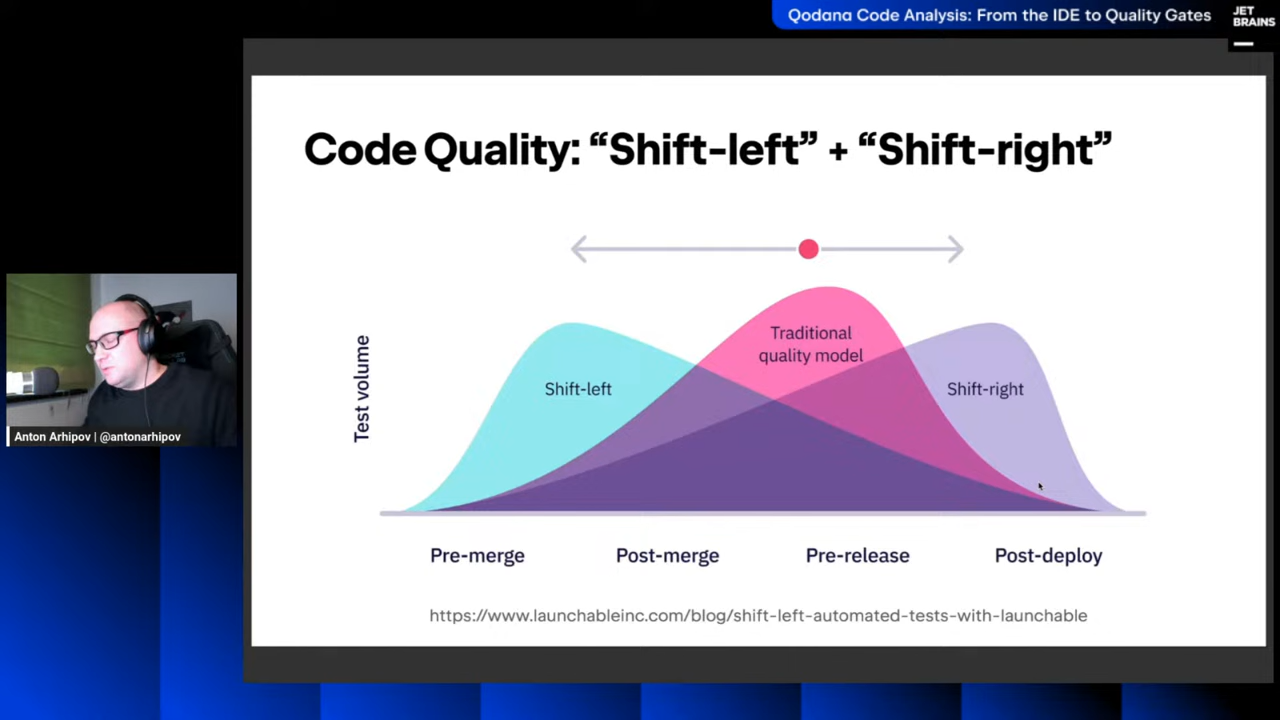 Qodana Code Analysis: From the IDE to Quality Gates
JET
BRAINS
Code Quality: “Shift-left” + “Shift-right”
Traditional
quality model
Shift-left
Shift-right
Test volume
Anton Arhipov | @antonarhipov
Pre-merge
Post-merge
Pre-release
Post-deploy
https://www.launchableinc.com/blog/shift-left-automated-tests-with-launchable